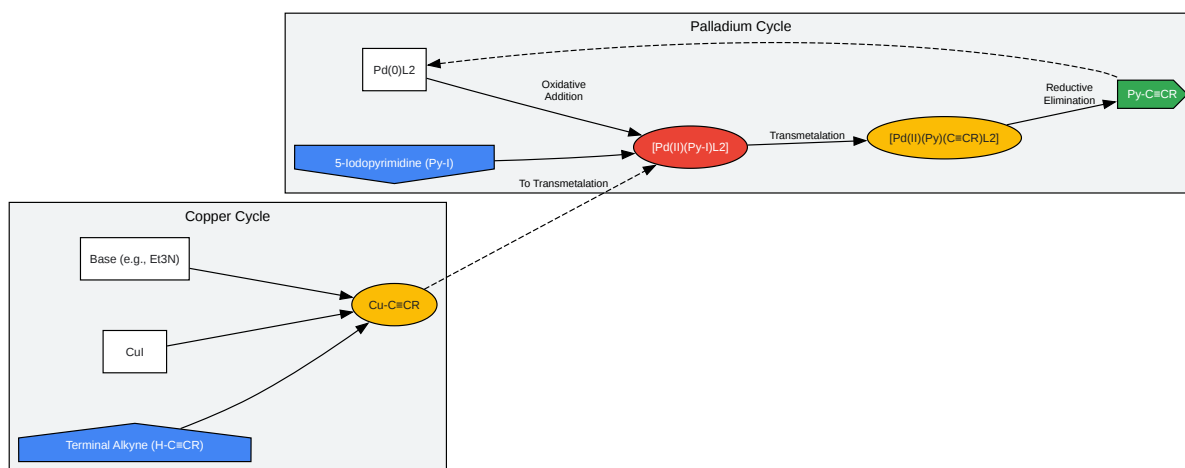 Palladium Cycle
Pd(0)L2
Oxidative
Addition
Reductive
Elimination
Py-C≡CR
5-Iodopyrimidine (Py-I)
[Pd(II)(Py-I)L2]
Transmetalation
[Pd(II)(Py)(C≡CR)L2]
To Transmetalation
Copper Cycle
Base (e.g., Et3N)
Cu-C≡CR
CuI
Terminal Alkyne (H-C≡CR)